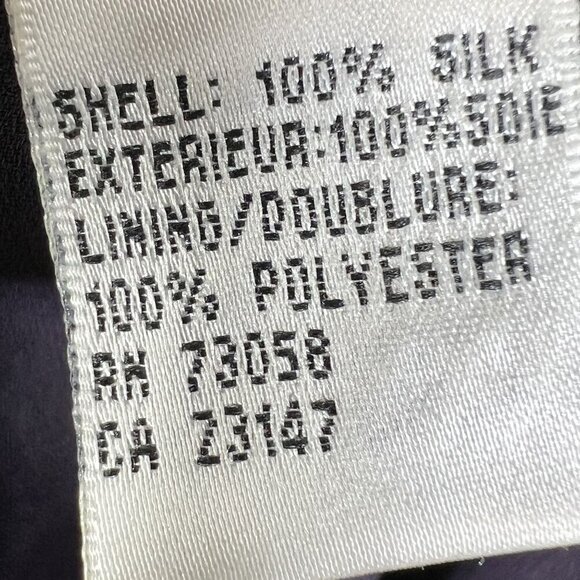 SHELL: 100% SILK
EXTERIEUR:100%SOIE
LINING/DOUBLURE:
100% POLYESTER
RN 73058
CA 23147